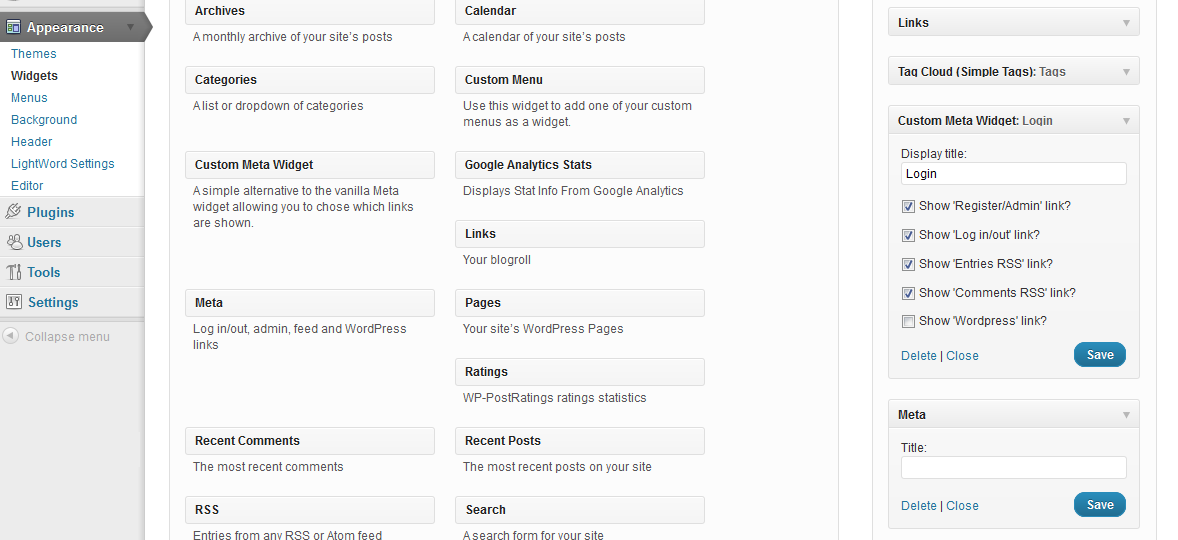 Appearance
Themes
Widgets
Menus
Background
Header
LightWord Settings
Editor
Plugins
Users
Tools
Settings
Collapse menu
Archives
A monthly archive of your site's posts
Calendar
A calendar of your site's posts
Categories
A list or dropdown of categories
Custom Menu
Use this widget to add one of your custom
menus as a widget.
Custom Meta Widget
A simple alternative to the vanilla Meta
widget allowing you to chose which links
are shown.
Google Analytics Stats
Displays Stat Info From Google Analytics
Links
Your blogroll
Meta
Log in/out, admin, feed and WordPress
links
Pages
Your site's WordPress Pages
Ratings
WP-PostRatings ratings statistics
Recent Comments
The most recent comments
Recent Posts
The most recent posts on your site
RSS
Entries from any RSS or Atom feed
Search
A search form for your site
Links
Tag Cloud (Simple Tags): Tags
Custom Meta Widget: Login
Display title:
Login
Show 'Register/Admin' link?
Show 'Log in/out' link?
Show 'Entries RSS' link?
Show 'Comments RSS' link?
Show 'Wordpress' link?
Delete | Close
Save
Meta
Title:
Delete | Close
Save